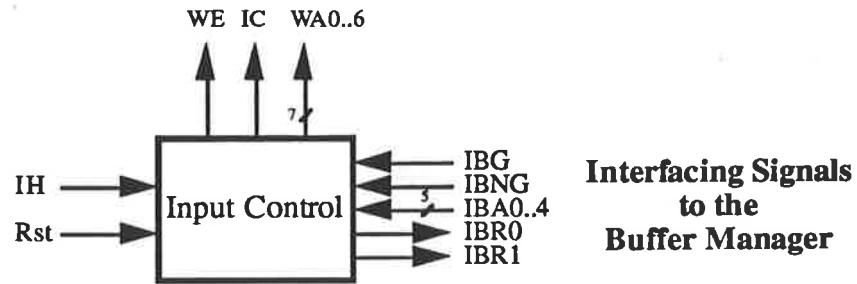 WE IC WA0..6
7
IH
Rst
Input Control
IBG
IBNG
5
IBA0..4
IBR0
IBR1
Interfacing Signals
to the
Buffer Manager